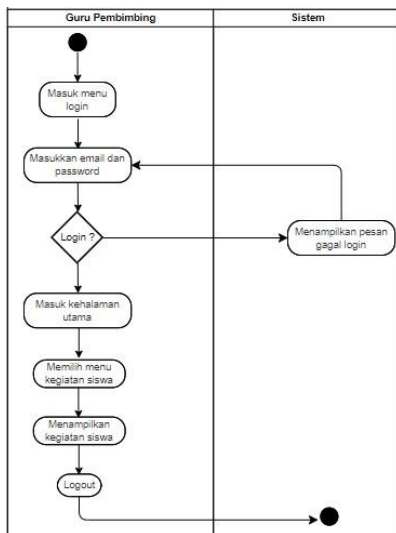 Guru Pembimbing
Sistem
Masuk menu
login
Masukkan email dan
password
Login ?
Menampilkan pesan
gagal login
Masuk kehalaman
utama
Memilih menu
kegiatan siswa
Menampilkan
kegiatan siswa
Logout